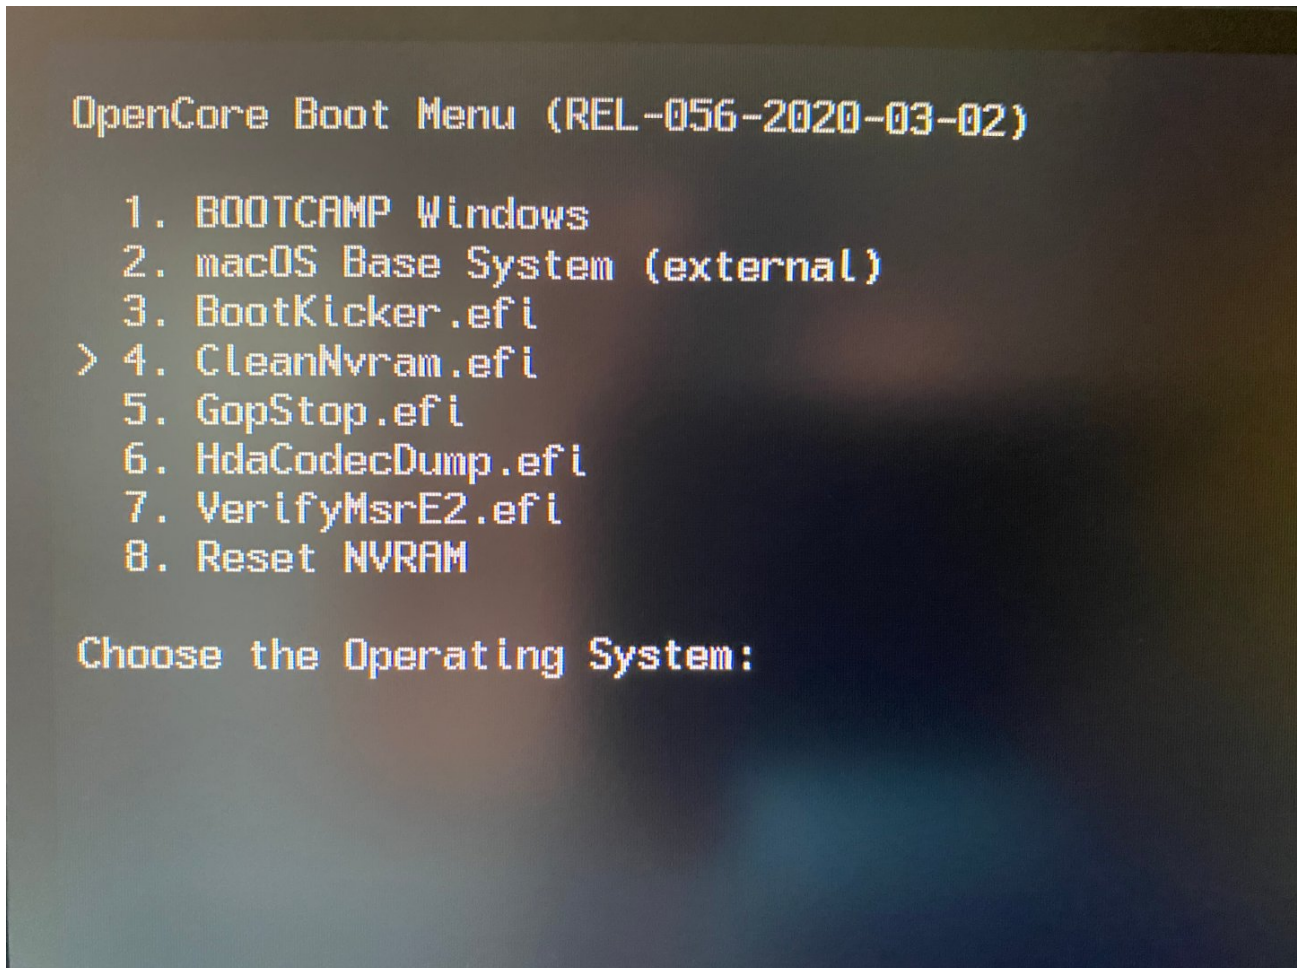 OpenCore Boot Menu (REL-056-2020-03-02)
1. BOOTCAMP Windows
2. macOS Base System (external)
3. BootKicker.efi
> 4. CleanNvram.efi
5. GopStop.efi
6. HdaCodecDump.efi
7. VerifyMsrE2.efi
8. Reset NVRAM
Choose the Operating System: